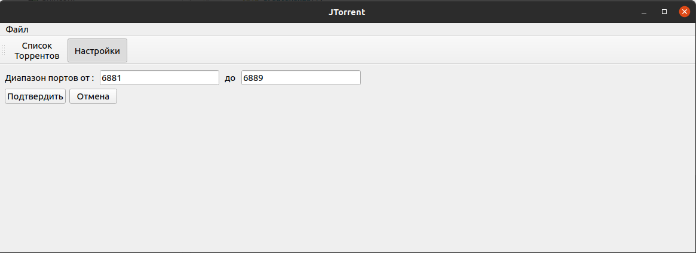 JTorrent
Файл
Список
Торрентов
Настройки
Диапазон портов от : 6881 до 6889
Подтвердить Отмена